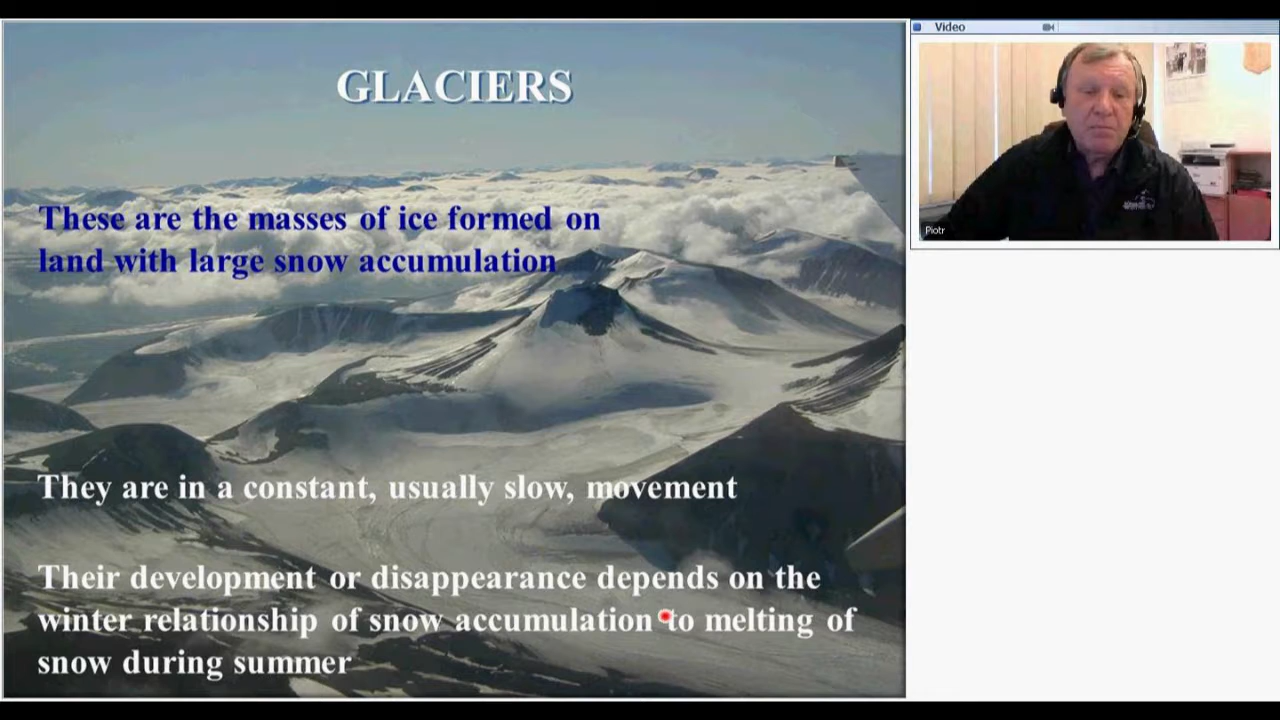 GLACIERS
These are the masses of ice formed on
land with large snow accumulation
They are in a constant, usually slow, movement
Their development or disappearance depends on the
winter relationship of snow accumulation to melting of
snow during summer
Video
Piotr